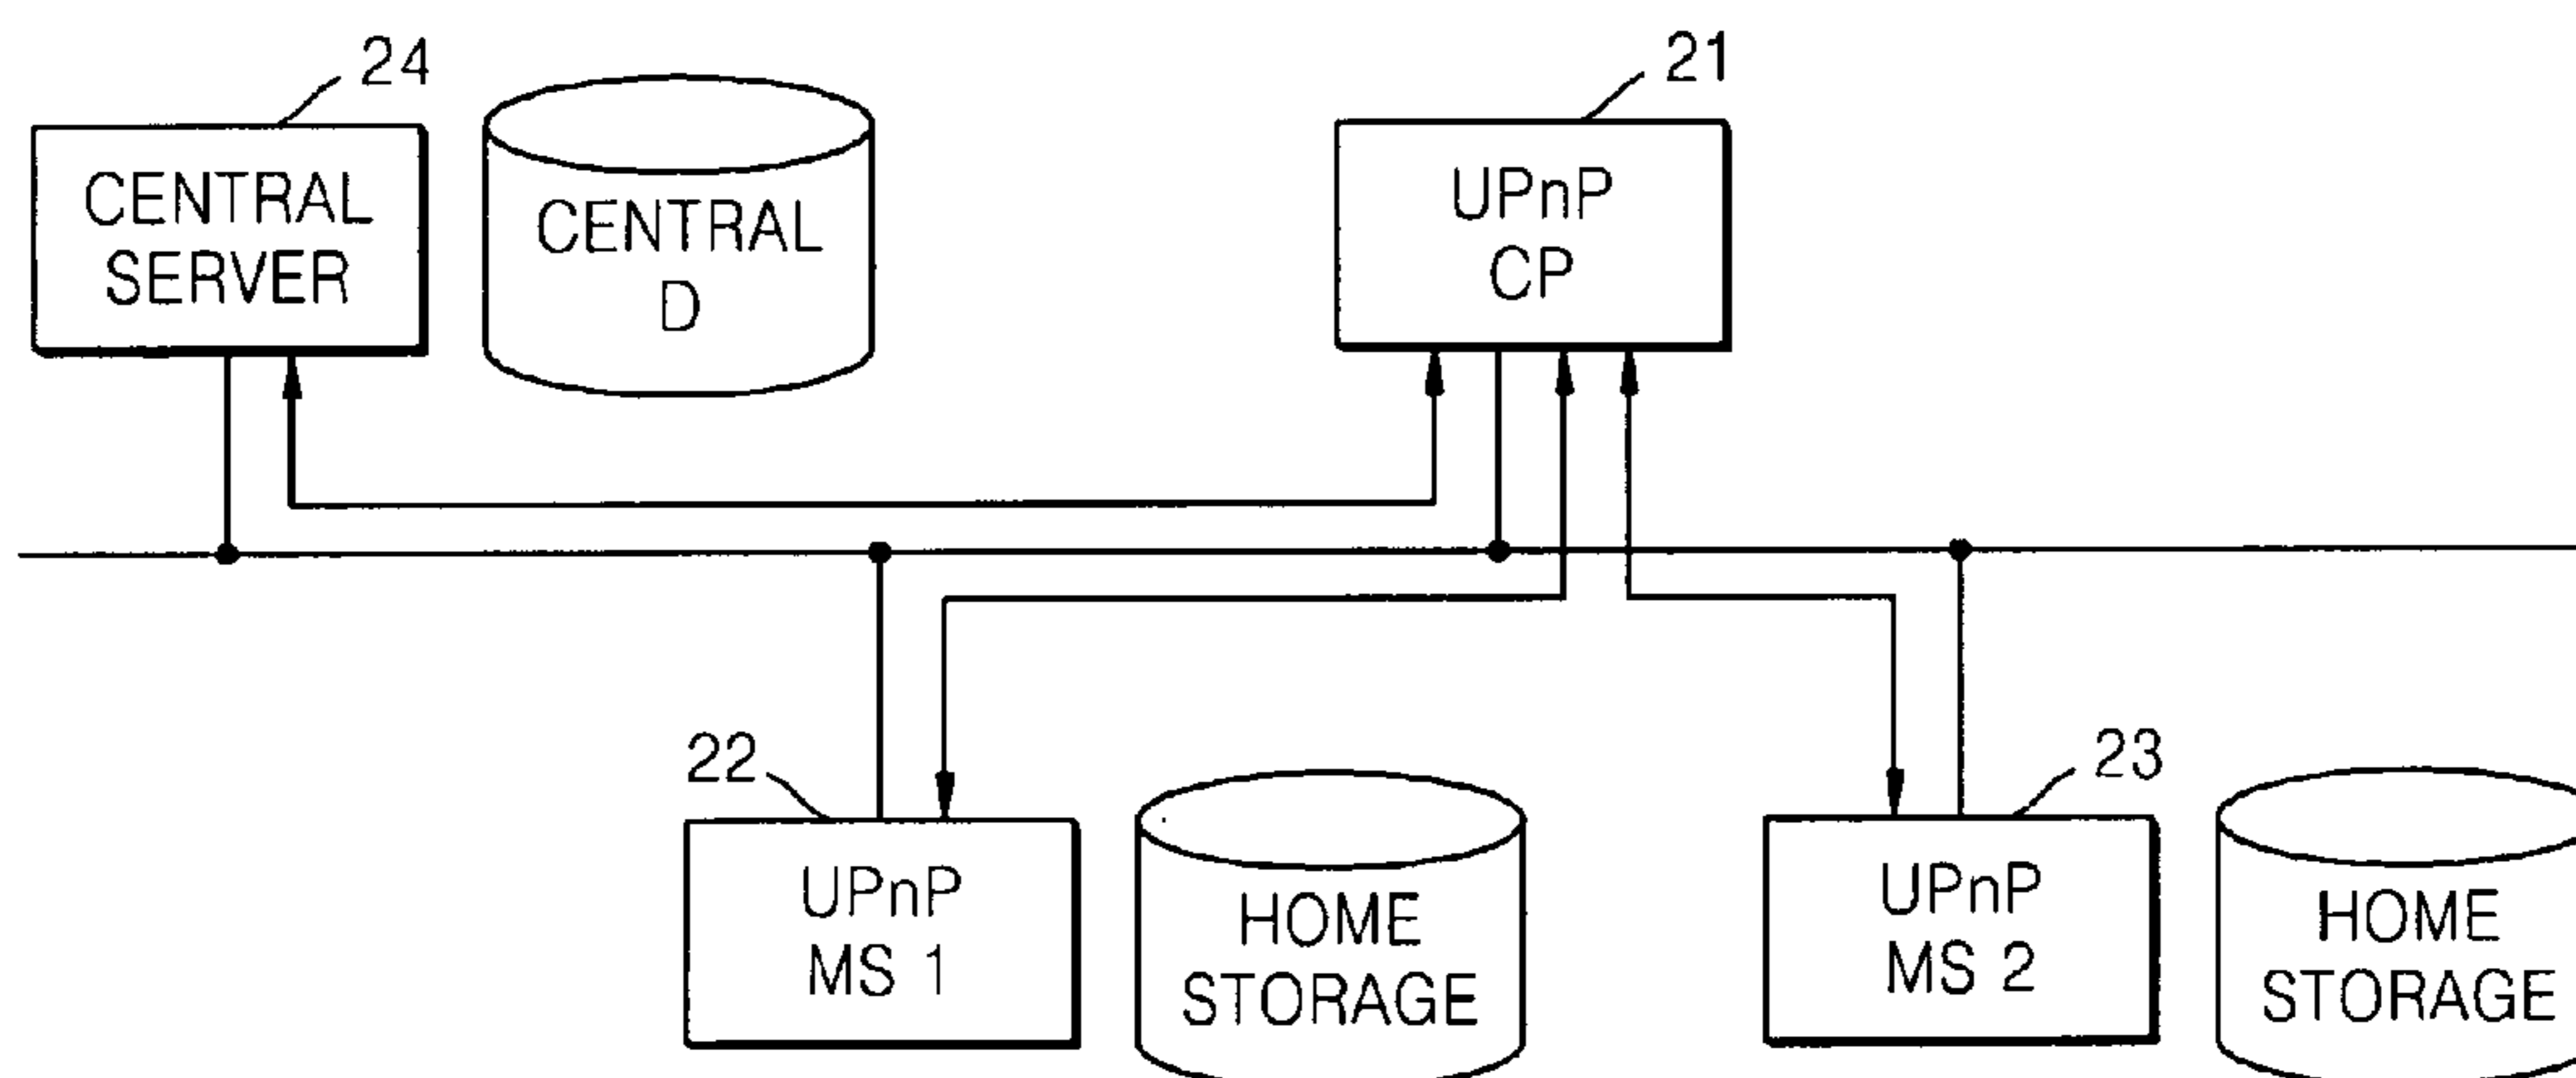 24
CENTRAL
SERVER
CENTRAL
D
21
UPnP
CP
22
UPnP
MS 1
HOME
STORAGE
23
UPnP
MS 2
HOME
STORAGE